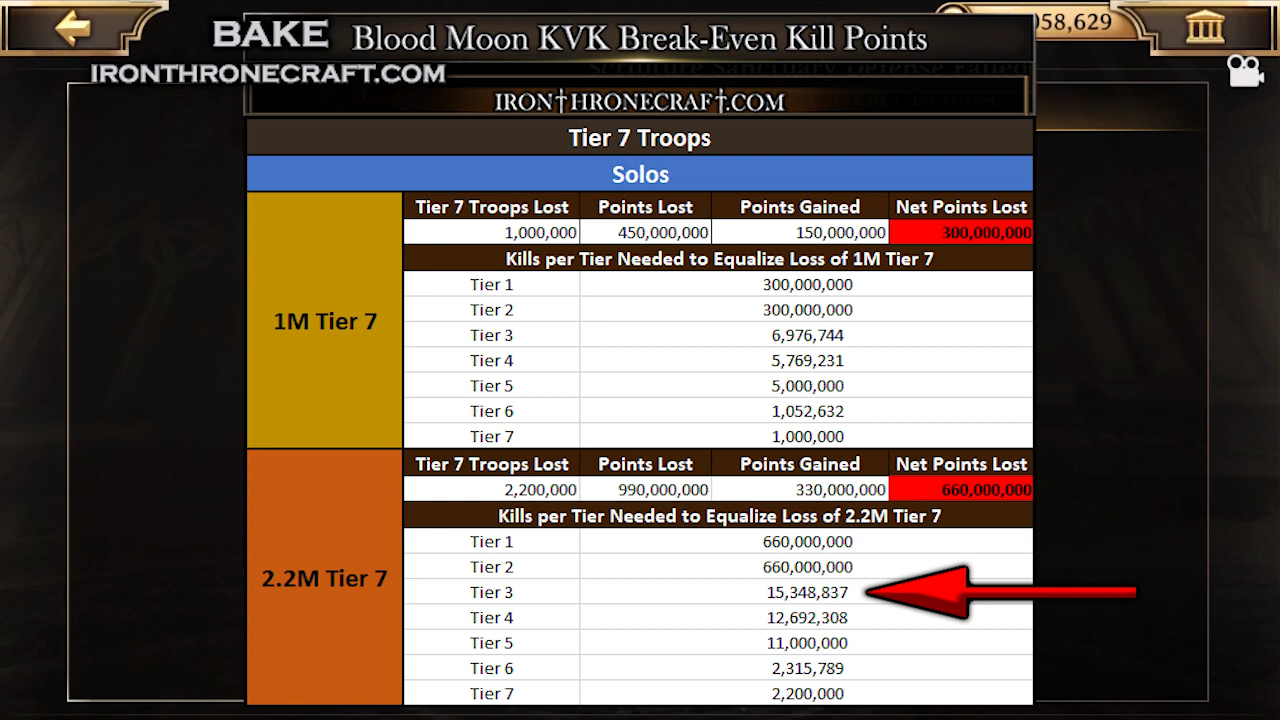 BAKE
Blood Moon KVK Break-Even Kill Points
058,629
IRONTHRONECRAFT.COM
IRONTHRONECRAFT.COM
Tier 7 Troops
Solos
1M Tier 7
Tier 7 Troops Lost Points Lost Points Gained Net Points Lost
1,000,000 450,000,000 150,000,000 300,000,000
Kills per Tier Needed to Equalize Loss of 1M Tier 7
Tier 1 300,000,000
Tier 2 300,000,000
Tier 3 6,976,744
Tier 4 5,769,231
Tier 5 5,000,000
Tier 6 1,052,632
Tier 7 1,000,000
2.2M Tier 7
Tier 7 Troops Lost Points Lost Points Gained Net Points Lost
2,200,000 990,000,000 330,000,000 660,000,000
Kills per Tier Needed to Equalize Loss of 2.2M Tier 7
Tier 1 660,000,000
Tier 2 660,000,000
Tier 3 15,348,837
Tier 4 12,692,308
Tier 5 11,000,000
Tier 6 2,315,789
Tier 7 2,200,000